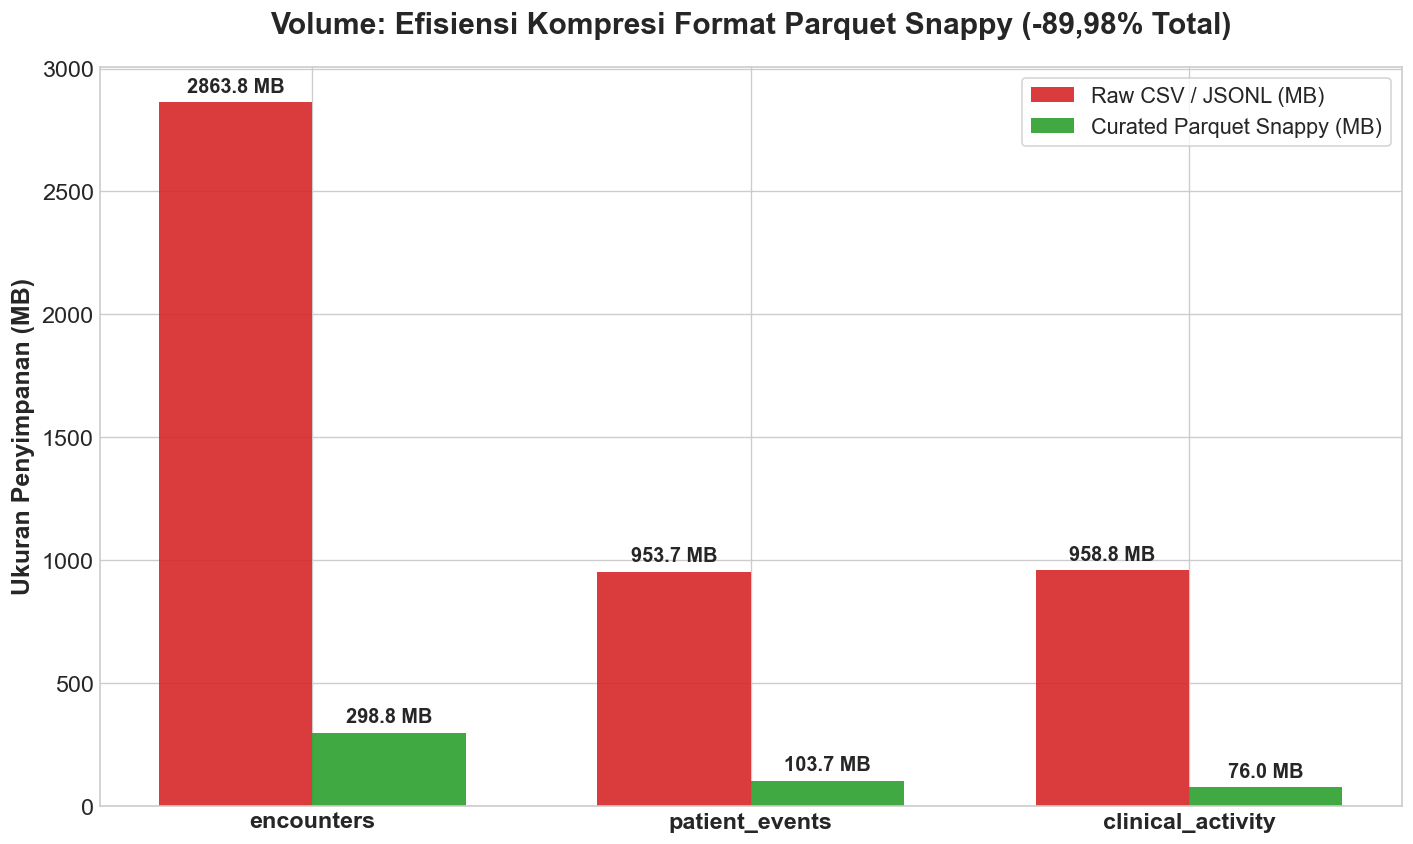 Volume: Efisiensi Kompresi Format Parquet Snappy (-89,98% Total)
Raw CSV / JSONL (MB)
Curated Parquet Snappy (MB)
Ukuran Penyimpanan (MB)
3000
2500
2000
1500
1000
500
0
2863.8 MB
298.8 MB
953.7 MB
103.7 MB
958.8 MB
76.0 MB
encounters
patient_events
clinical_activity